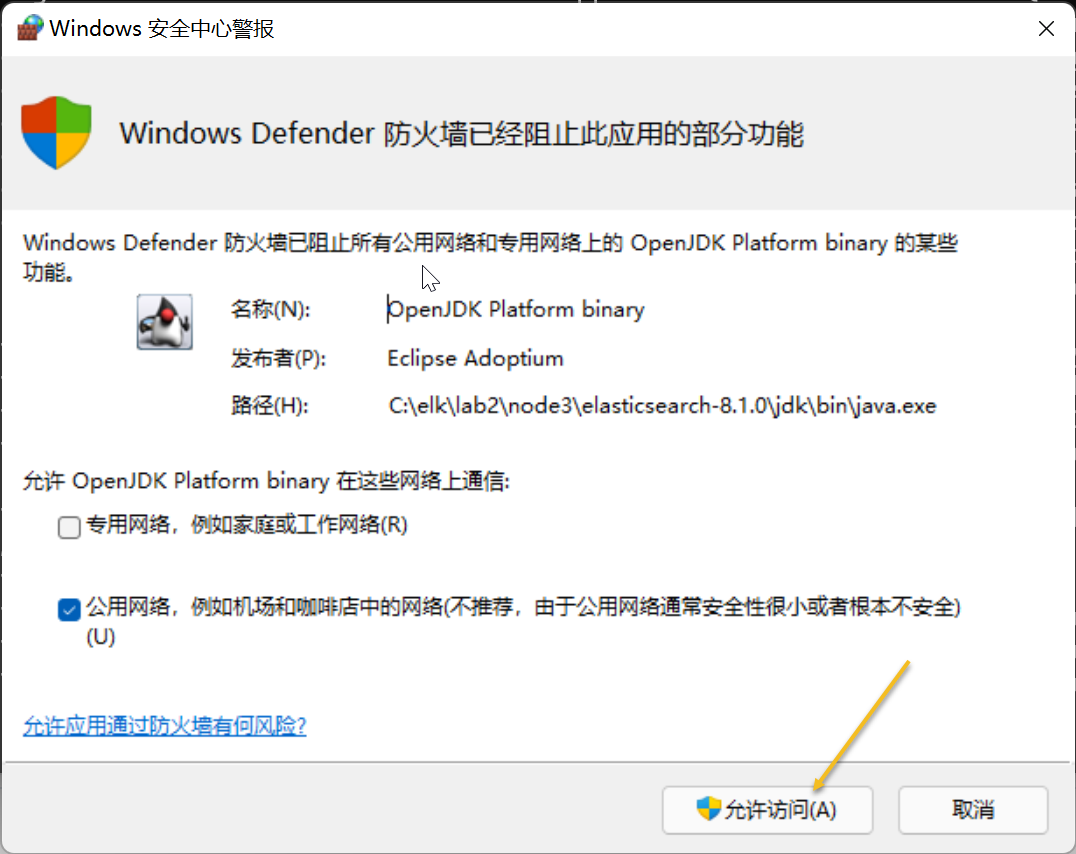 Windows 安全中心警报
Windows Defender 防火墙已经阻止此应用的部分功能
Windows Defender 防火墙已阻止所有公用网络和专用网络上的 OpenJDK Platform binary 的某些
功能。
名称(N): OpenJDK Platform binary
发布者(P): Eclipse Adoptium
路径(H): C:\elk\lab2\node3\elasticsearch-8.1.0\jdk\bin\java.exe
允许 OpenJDK Platform binary 在这些网络上通信:
专用网络，例如家庭或工作网络(R)
公用网络，例如机场和咖啡店中的网络(不推荐，由于公用网络通常安全性很小或者根本不安全)
(U)
允许应用通过防火墙有何风险?
允许访问(A) 取消